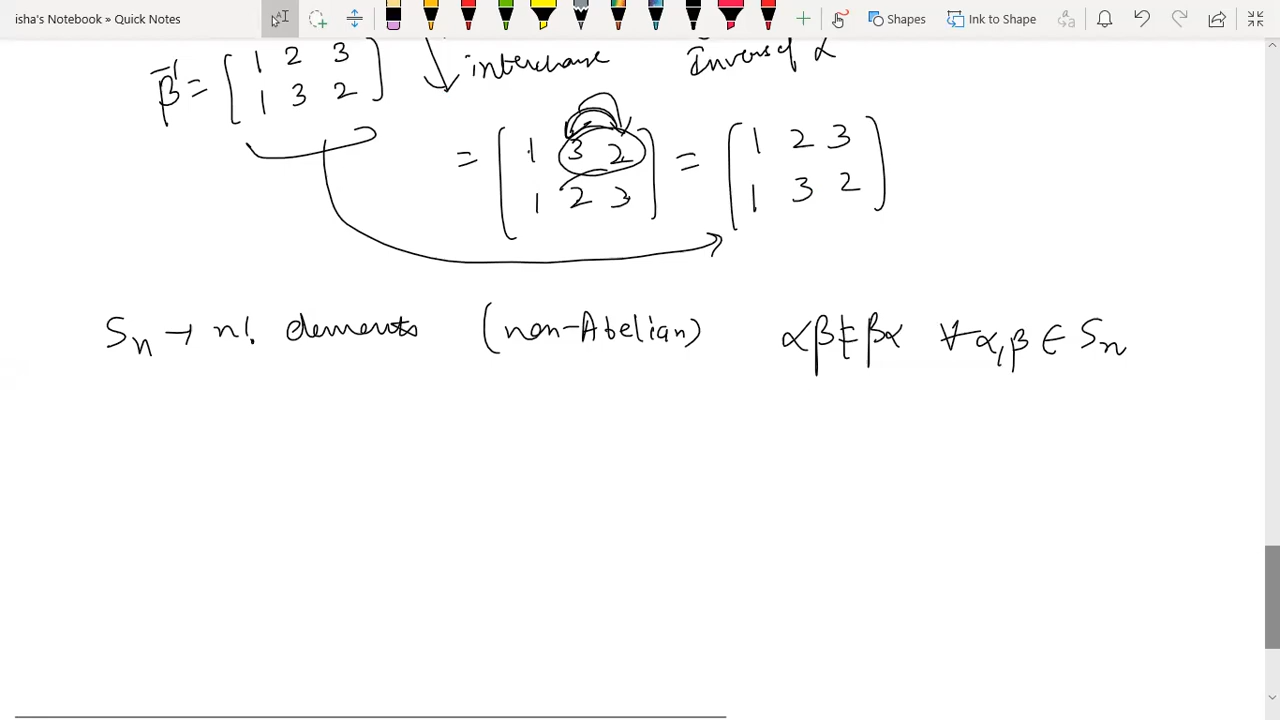 isha's Notebook » Quick Notes
Shapes
Ink to Shape
β⁻¹ = [ 1 2 3
1 3 2 ]
interchange
Inverse of α
= [ 1 3 2
1 2 3 ] = [ 1 2 3
1 3 2 ]
Sn → n! elements (non-Abelian) αβ ≠ βα ∀ α, β ∈ Sn